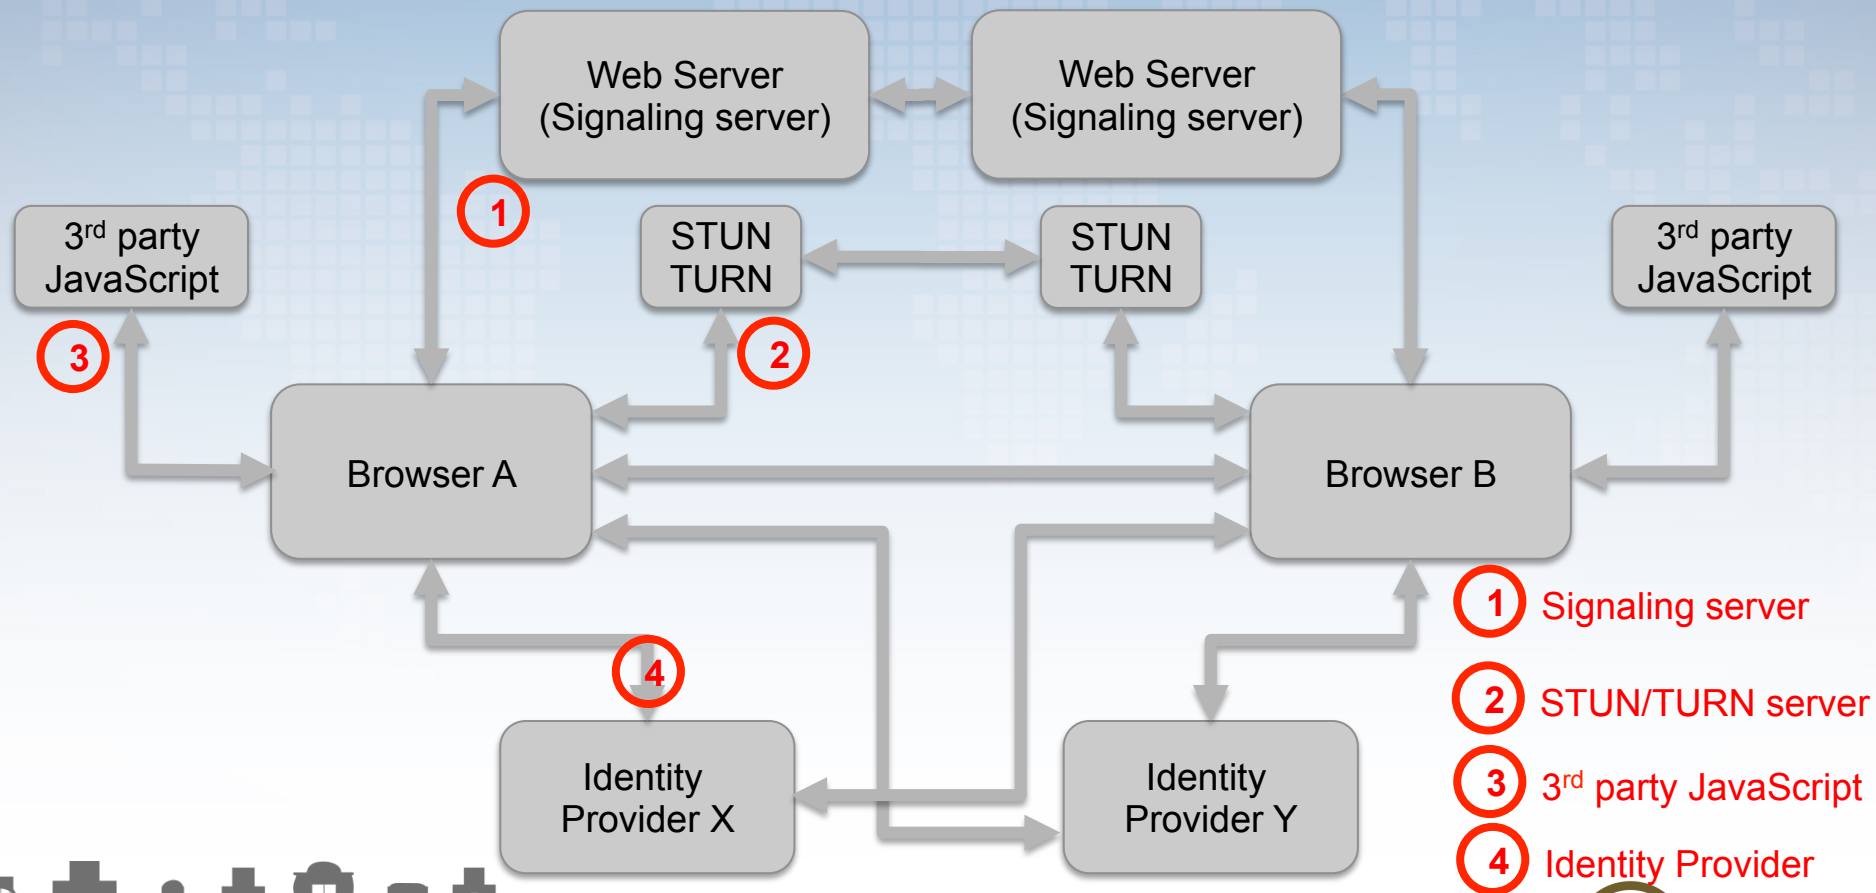 Web Server
(Signaling server)
Web Server
(Signaling server)
1
3rd party
JavaScript
STUN
TURN
STUN
TURN
3rd party
JavaScript
3
2
Browser A
Browser B
1 Signaling server
4
2 STUN/TURN server
Identity
Provider X
Identity
Provider Y
3 3rd party JavaScript
4 Identity Provider